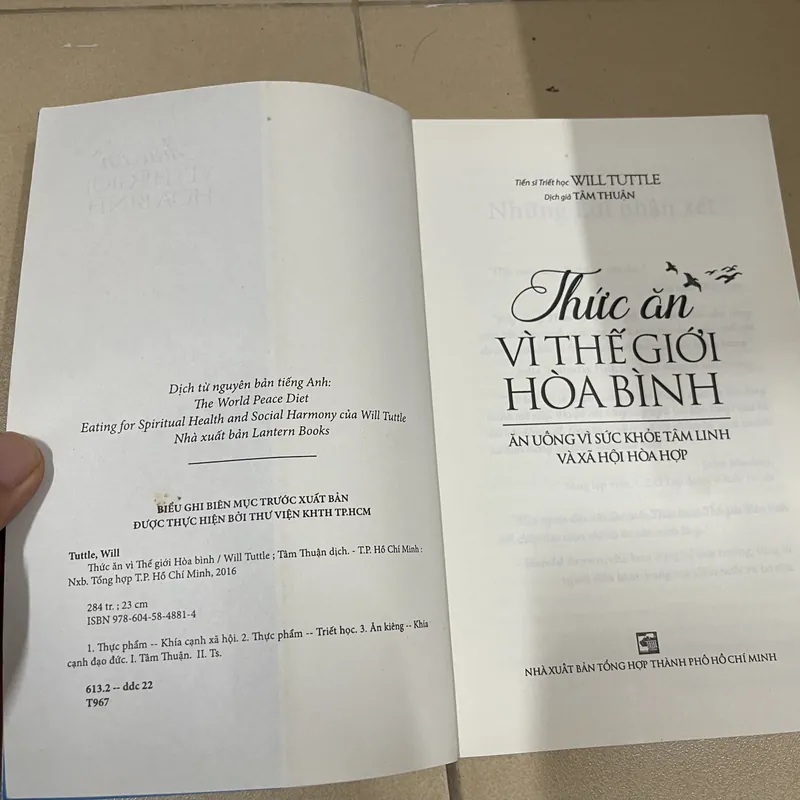 Dịch từ nguyên bản tiếng Anh:
The World Peace Diet
Eating for Spiritual Health and Social Harmony của Will Tuttle
Nhà xuất bản Lantern Books
BIỂU GHI BIÊN MỤC TRƯỚC XUẤT BẢN
ĐƯỢC THỰC HIỆN BỞI THƯ VIỆN KHTH TP.HCM
Tuttle, Will
Thức ăn vì Thế giới Hòa bình / Will Tuttle ; Tâm Thuận dịch. - T.P. Hồ Chí Minh :
Nxb. Tổng hợp T.P. Hồ Chí Minh, 2016
284 tr. ; 23 cm
ISBN 978-604-58-4881-4
1. Thực phẩm -- Khía cạnh xã hội. 2. Thực phẩm -- Triết học. 3. Ăn kiêng -- Khía
cạnh đạo đức. I. Tâm Thuận. II. Ts.
613.2 -- ddc 22
T967
Tiến sĩ Triết học WILL TUTTLE
Dịch giả TÂM THUẬN
Thức ăn
VÌ THẾ GIỚI
HÒA BÌNH
ĂN UỐNG VÌ SỨC KHỎE TÂM LINH
VÀ XÃ HỘI HÒA HỢP
NHÀ XUẤT BẢN TỔNG HỢP THÀNH PHỐ HỒ CHÍ MINH